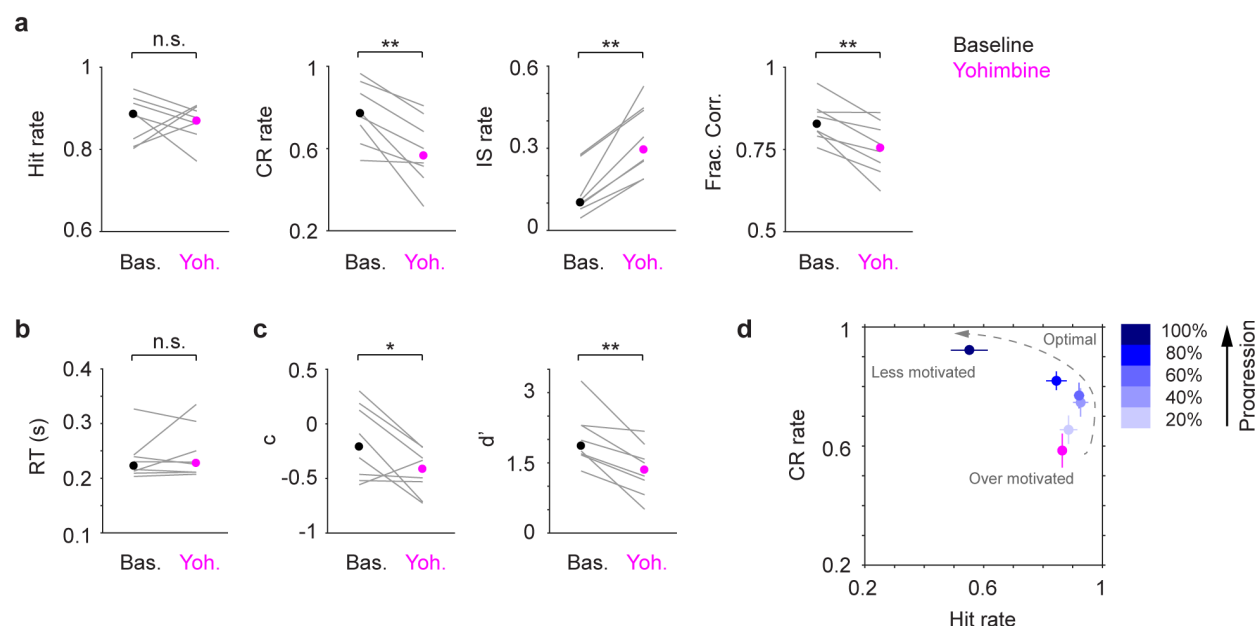 a
n.s.
**
**
**
Baseline
Yohimbine
Hit rate
1
0.8
0.6
Bas. Yoh.
CR rate
1
0.6
0.2
Bas. Yoh.
IS rate
0.6
0.3
0
Bas. Yoh.
Frac. Corr.
1
0.75
0.5
Bas. Yoh.
b
n.s.
RT (s)
0.4
0.3
0.2
0.1
Bas. Yoh.
c
*
c
0.5
0
-0.5
-1
Bas. Yoh.
**
d'
3
1.5
0
Bas. Yoh.
d
CR rate
1
0.6
0.2
0.2 0.6 1
Hit rate
Optimal
Less motivated
Over motivated
100%
80%
60%
40%
20%
Progression